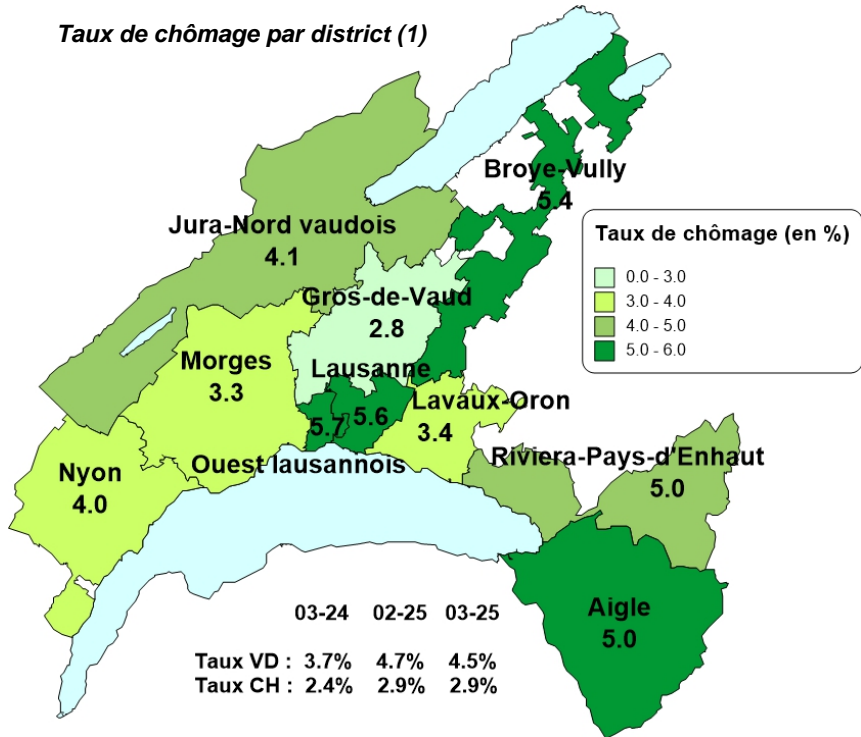 Taux de chômage par district (1)
Broye-Vully
5.4
Jura-Nord vaudois
4.1
Taux de chômage (en %)
0.0 - 3.0
3.0 - 4.0
4.0 - 5.0
5.0 - 6.0
Gros-de-Vaud
2.8
Morges
3.3
Lausanne
5.6
5.7
Lavaux-Oron
3.4
Ouest lausannois
Riviera-Pays-d'Enhaut
5.0
Nyon
4.0
Aigle
5.0
03-24 02-25 03-25
Taux VD : 3.7% 4.7% 4.5%
Taux CH : 2.4% 2.9% 2.9%